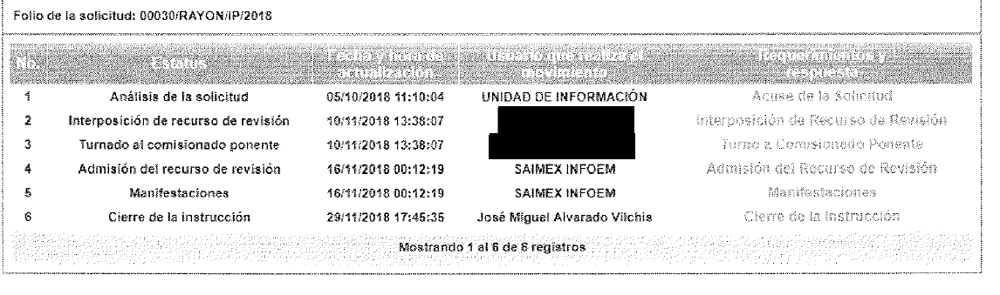 Folio de la solicitud: 00030/RAYON/IP/2018
No. Estatus Fecha y hora de actualización Usuario que realiza el movimiento Requerimientos y respuesta
1 Análisis de la solicitud 05/10/2018 11:10:04 UNIDAD DE INFORMACIÓN Acuse de la Solicitud
2 Interposición de recurso de revisión 10/11/2018 13:38:07 Interposición de Recurso de Revisión
3 Turnado al comisionado ponente 10/11/2018 13:38:07 Turno a Comisionado Ponente
4 Admisión del recurso de revisión 16/11/2018 00:12:19 SAIMEX INFOEM Admisión del Recurso de Revisión
5 Manifestaciones 16/11/2018 00:12:19 SAIMEX INFOEM Manifestaciones
6 Cierre de la instrucción 29/11/2018 17:45:35 José Miguel Alvarado Vilchis Cierre de la Instrucción
Mostrando 1 al 6 de 6 registros